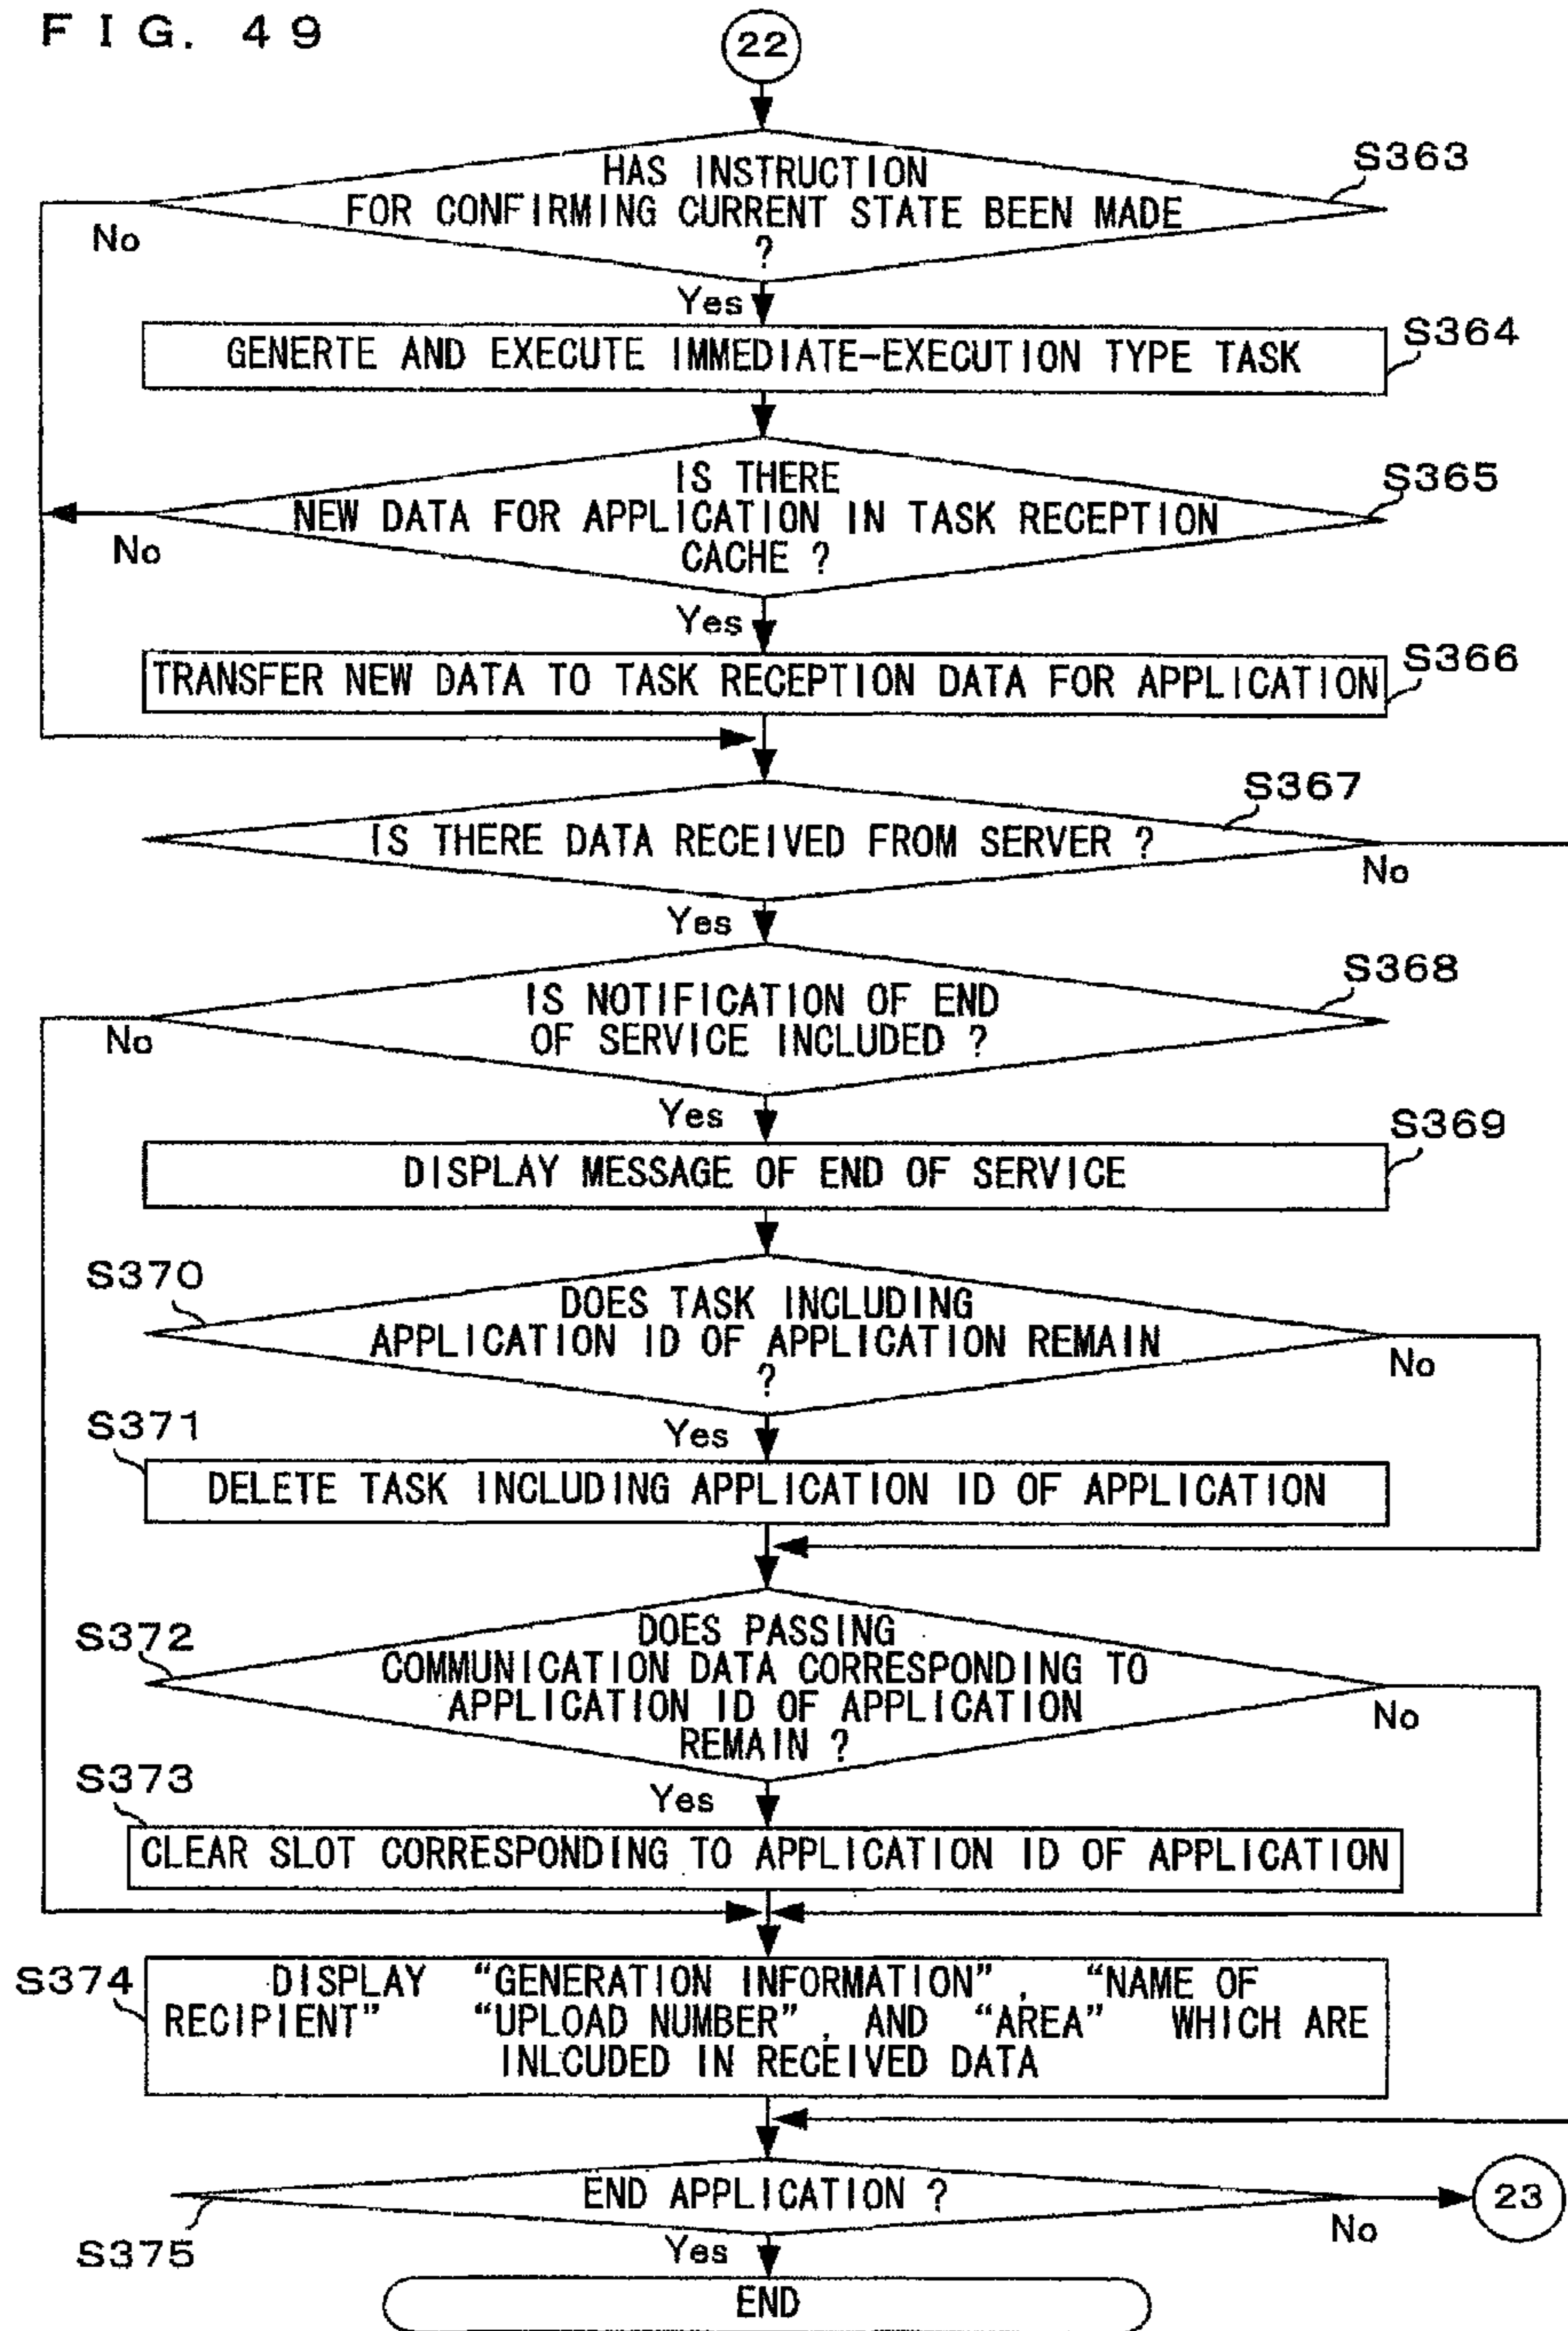 FIG. 49
22
HAS INSTRUCTION
FOR CONFIRMING CURRENT STATE BEEN MADE
?
S363
No
Yes
GENERTE AND EXECUTE IMMEDIATE-EXECUTION TYPE TASK
S364
IS THERE
NEW DATA FOR APPLICATION IN TASK RECEPTION
CACHE ?
S365
No
Yes
TRANSFER NEW DATA TO TASK RECEPTION DATA FOR APPLICATION
S366
IS THERE DATA RECEIVED FROM SERVER ?
S367
No
Yes
IS NOTIFICATION OF END
OF SERVICE INCLUDED ?
S368
No
Yes
DISPLAY MESSAGE OF END OF SERVICE
S369
S370
DOES TASK INCLUDING
APPLICATION ID OF APPLICATION REMAIN
?
No
Yes
S371
DELETE TASK INCLUDING APPLICATION ID OF APPLICATION
S372
DOES PASSING
COMMUNICATION DATA CORRESPONDING TO
APPLICATION ID OF APPLICATION
REMAIN ?
No
Yes
S373
CLEAR SLOT CORRESPONDING TO APPLICATION ID OF APPLICATION
S374
DISPLAY “GENERATION INFORMATION”, “NAME OF
RECIPIENT” “UPLOAD NUMBER”, AND “AREA” WHICH ARE
INLCUDED IN RECEIVED DATA
END APPLICATION ?
S375
No
23
Yes
END